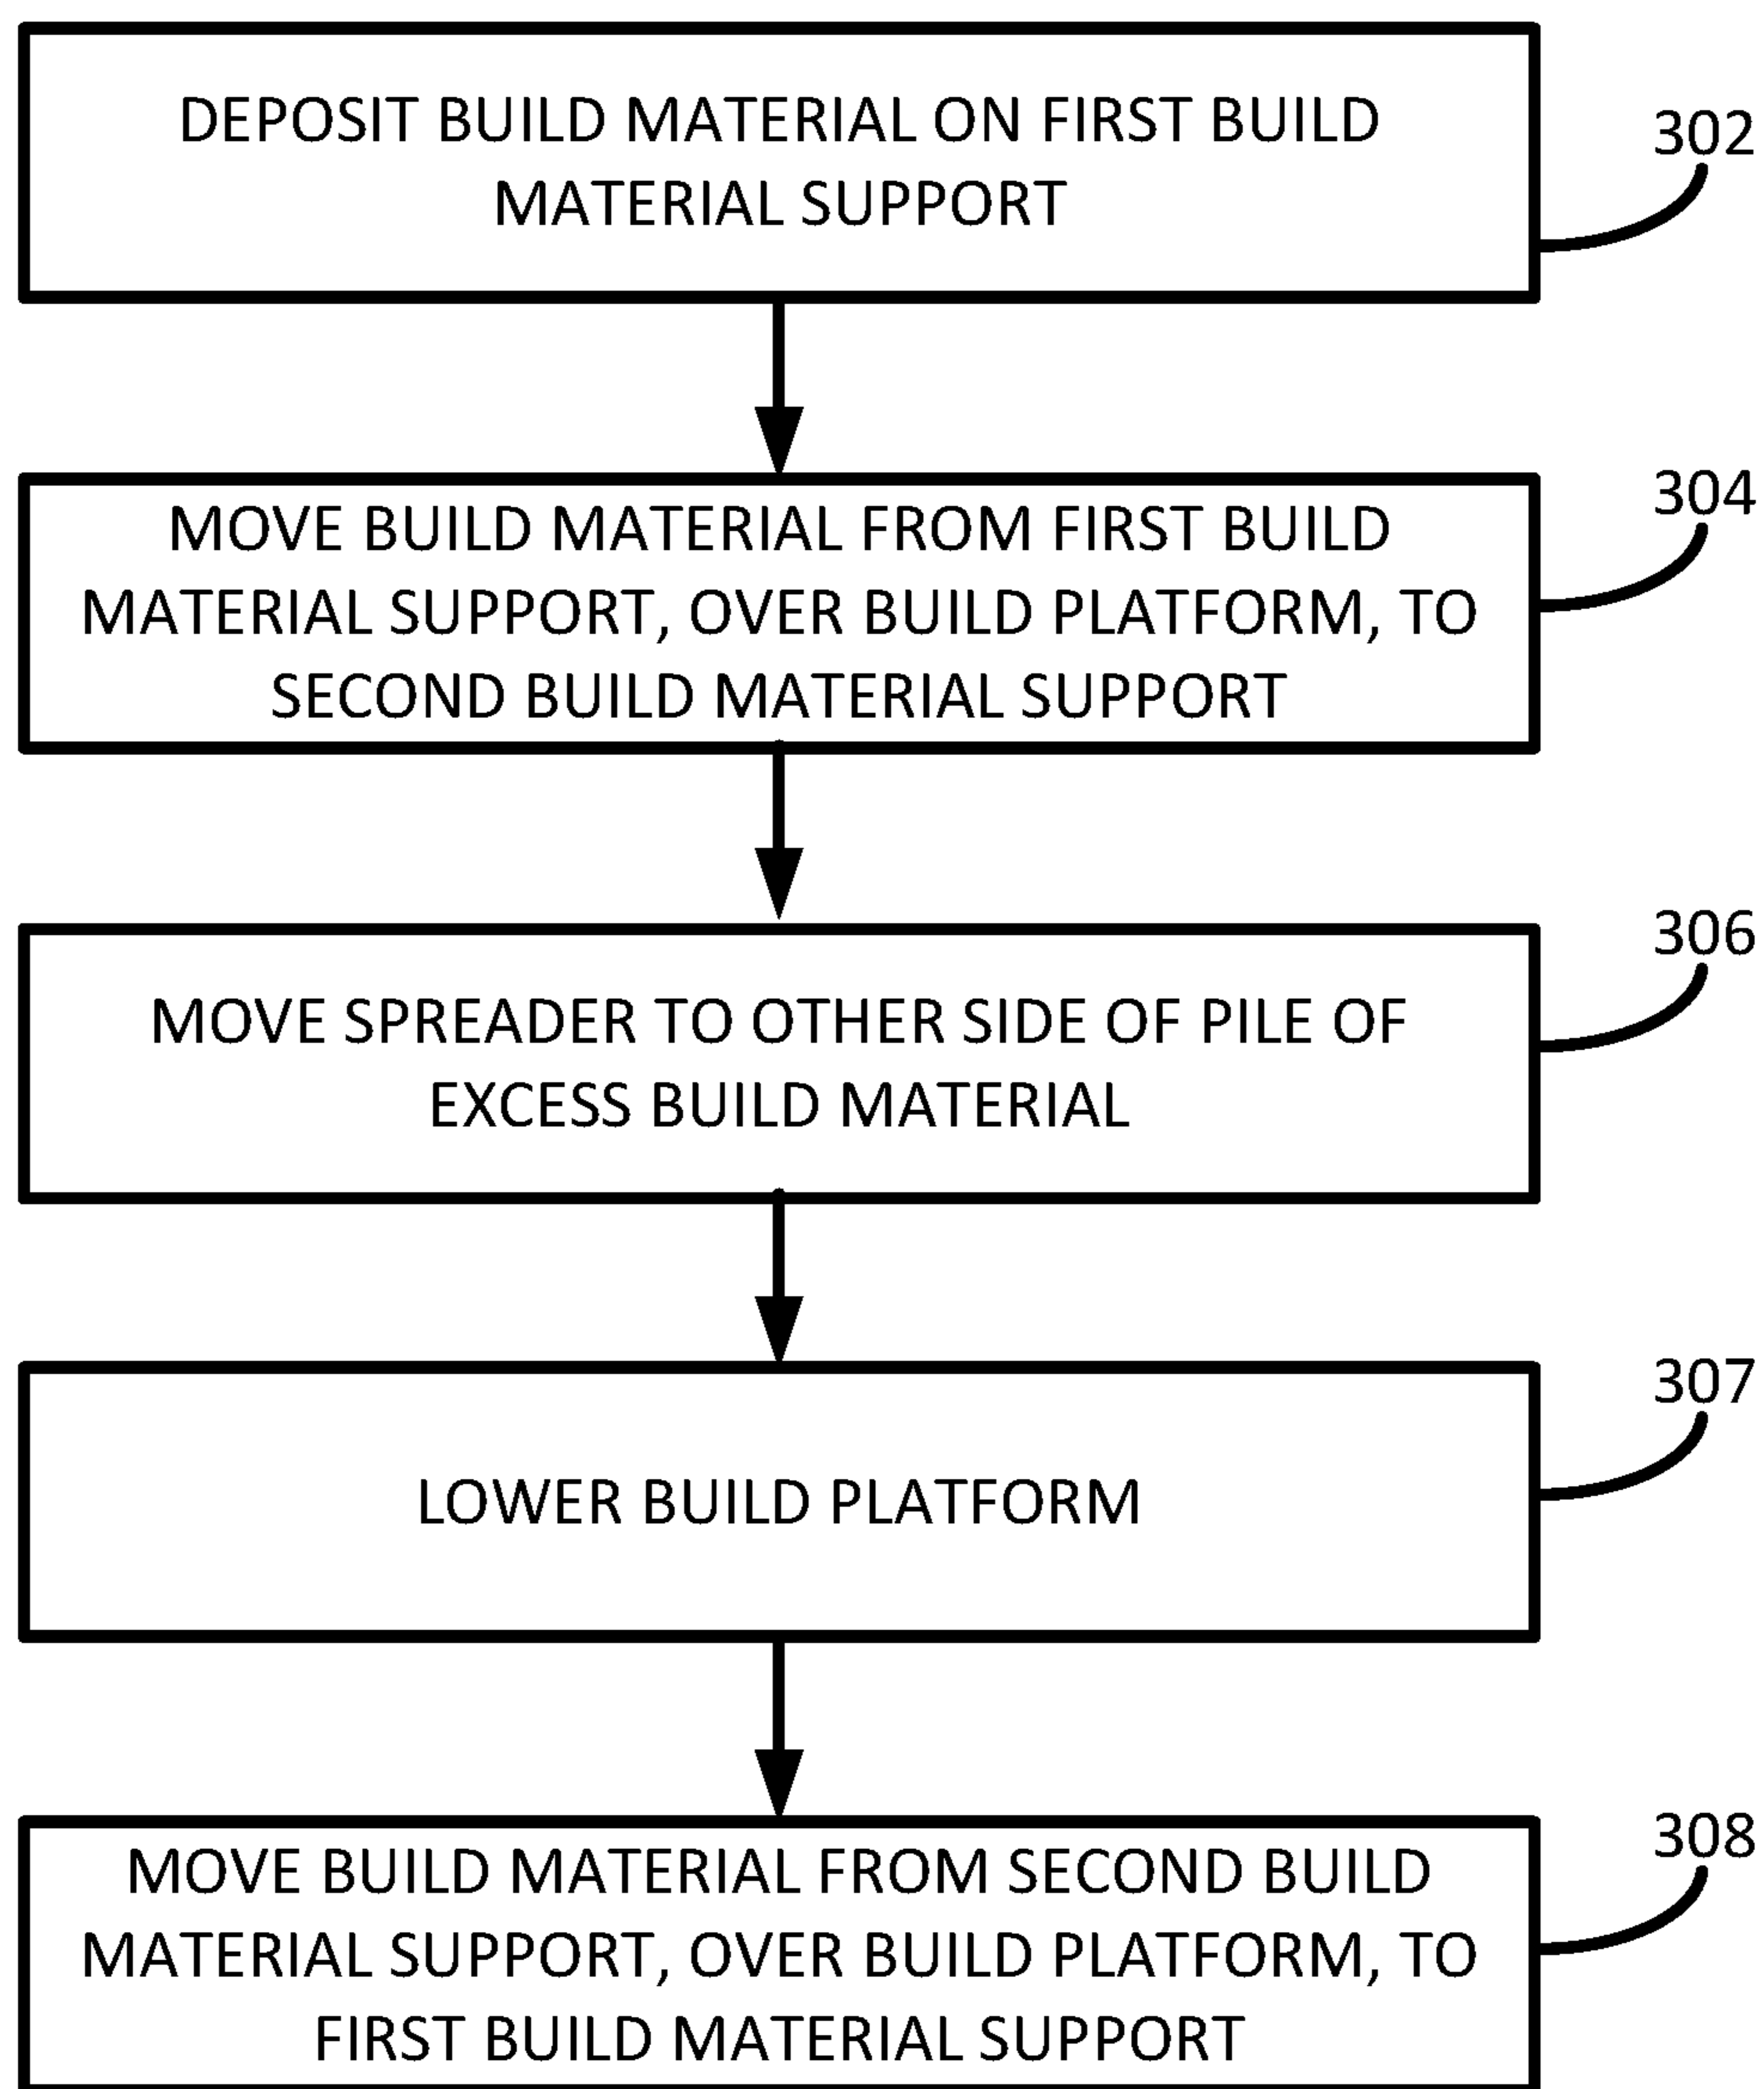 DEPOSIT BUILD MATERIAL ON FIRST BUILD
MATERIAL SUPPORT
302
MOVE BUILD MATERIAL FROM FIRST BUILD
MATERIAL SUPPORT, OVER BUILD PLATFORM, TO
SECOND BUILD MATERIAL SUPPORT
304
MOVE SPREADER TO OTHER SIDE OF PILE OF
EXCESS BUILD MATERIAL
306
LOWER BUILD PLATFORM
307
MOVE BUILD MATERIAL FROM SECOND BUILD
MATERIAL SUPPORT, OVER BUILD PLATFORM, TO
FIRST BUILD MATERIAL SUPPORT
308